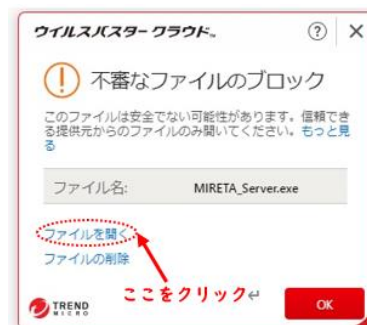 ウイルスバスター クラウド™
不審なファイルのブロック
このファイルは安全でない可能性があります。信頼でき
る提供元からのファイルのみ開いてください。もっと見
る
ファイル名: MIRETA_Server.exe
ファイルを開く
ファイルの削除
ここをクリック↵
TREND
MICRO
OK